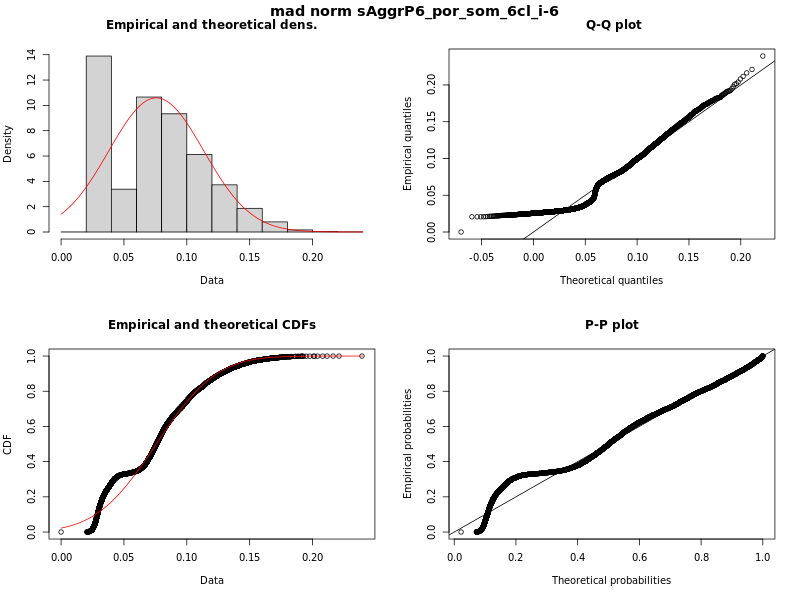 mad norm sAggrP6_por_som_6cl_i-6
Empirical and theoretical dens.
Density
0 2 4 6 8 10 12 14
0.00 0.05 0.10 0.15 0.20
Data
Q-Q plot
Empirical quantiles
0.00 0.05 0.10 0.15 0.20
-0.05 0.00 0.05 0.10 0.15 0.20
Theoretical quantiles
Empirical and theoretical CDFs
CDF
0.0 0.2 0.4 0.6 0.8 1.0
0.00 0.05 0.10 0.15 0.20
Data
P-P plot
Empirical probabilities
0.0 0.2 0.4 0.6 0.8 1.0
0.0 0.2 0.4 0.6 0.8 1.0
Theoretical probabilities